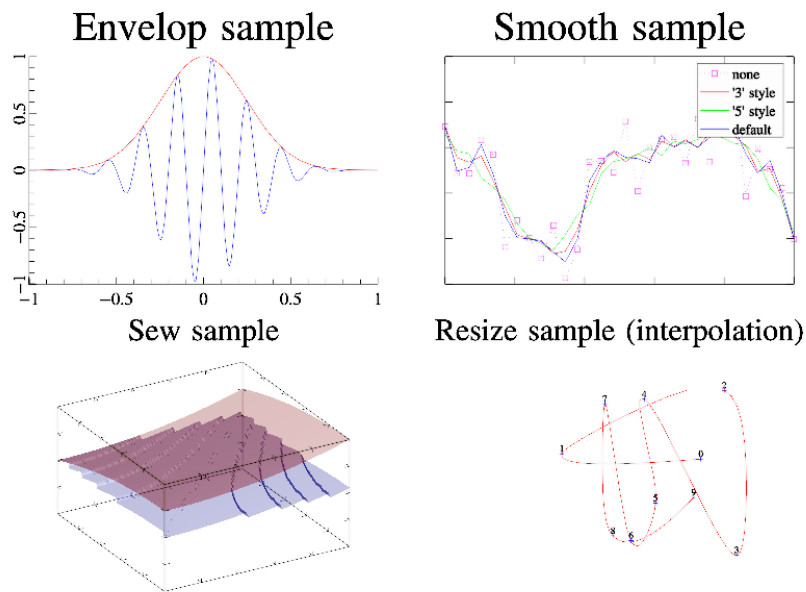 Envelop sample
Smooth sample
1
0.5
0
−0.5
−1
−1 −0.5 0 0.5 1
none
'3' style
'5' style
default
Sew sample
Resize sample (interpolation)
2
7 4
1
0
5 9
8 6
3